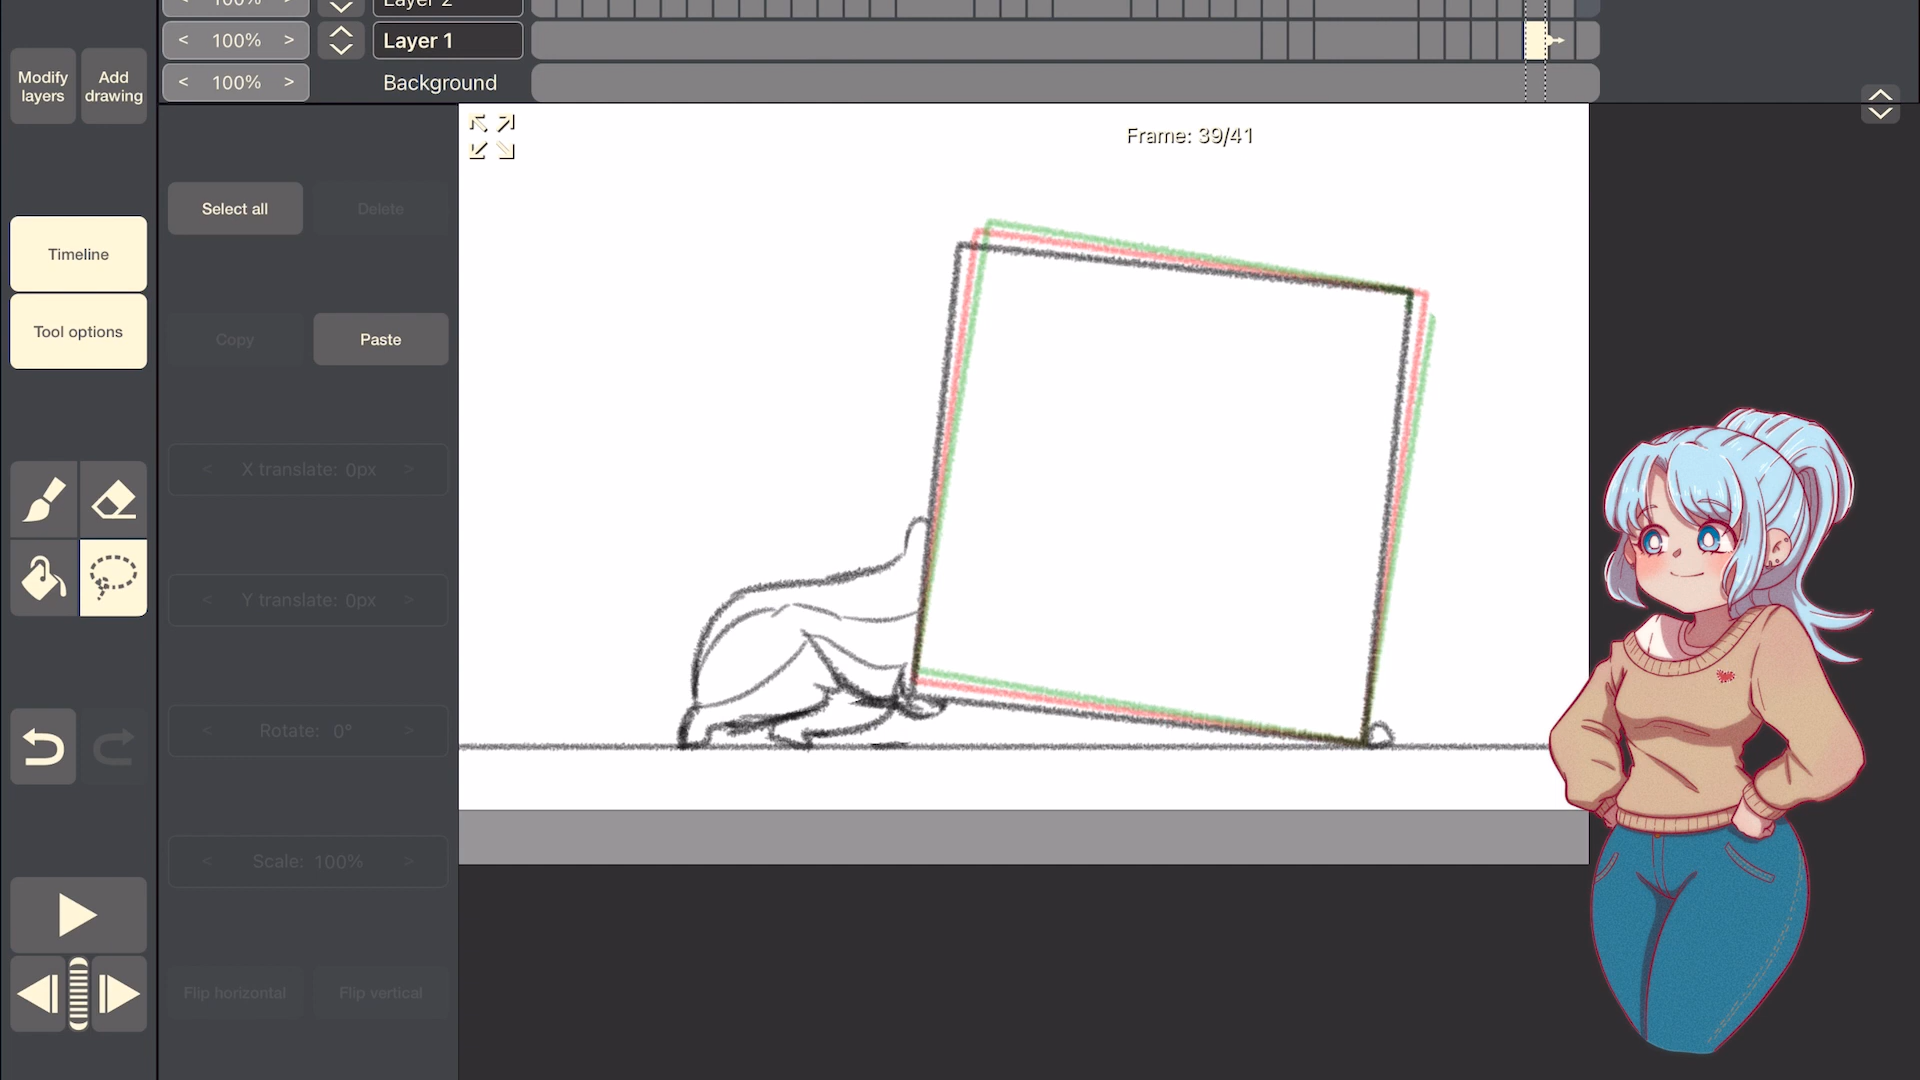 < 100% >
Layer 2
< 100% >
Layer 1
< 100% >
Background
Modify
layers
Add
drawing
Frame: 39/41
Select all
Delete
Timeline
Tool options
Copy
Paste
< X translate: 0px >
< Y translate: 0px >
< Rotate: 0° >
< Scale: 100% >
Flip horizontal
Flip vertical